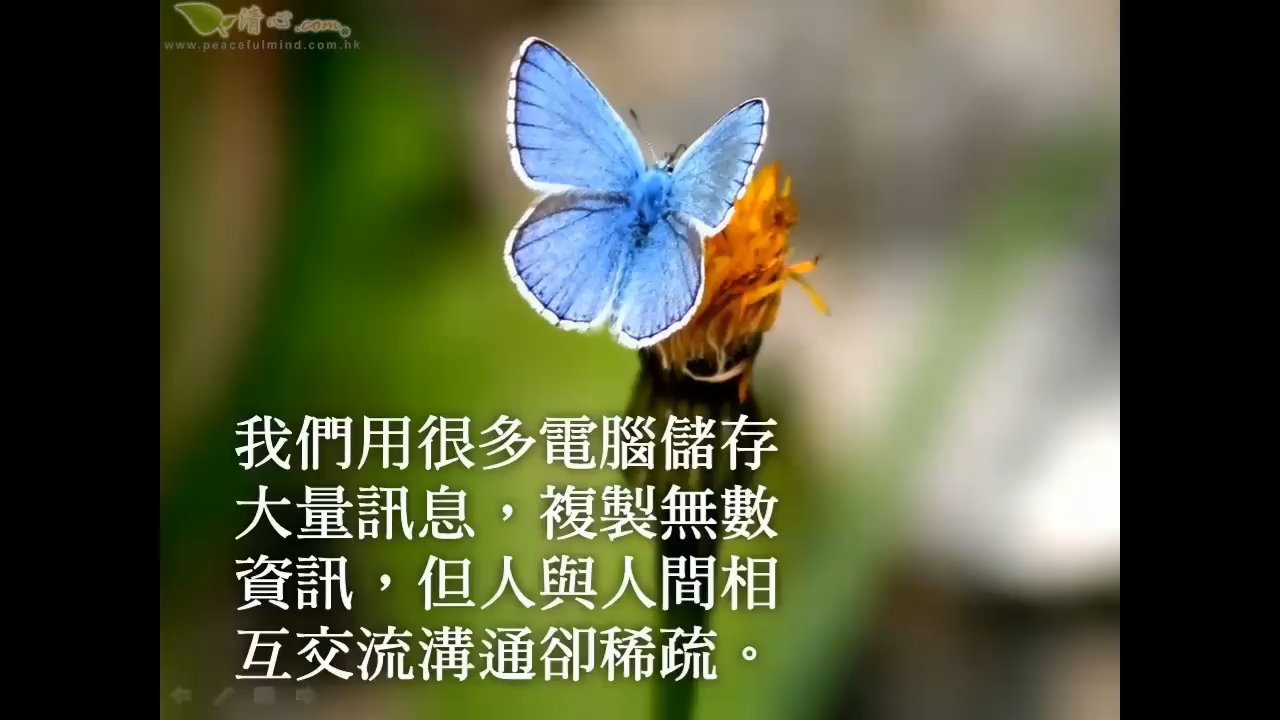 清心.com
www.peacefulmind.com.hk
我們用很多電腦儲存
大量訊息，複製無數
資訊，但人與人間相
互交流溝通卻稀疏。